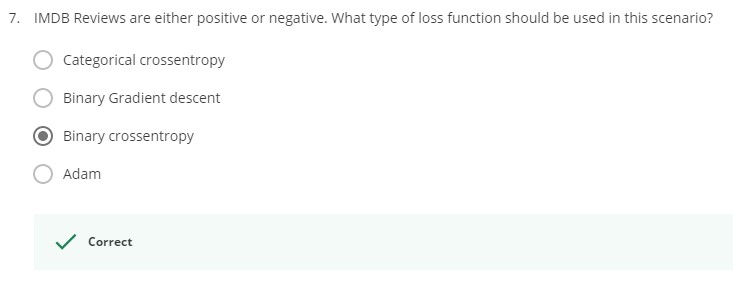 7. IMDB Reviews are either positive or negative. What type of loss function should be used in this scenario?
Categorical crossentropy
Binary Gradient descent
Binary crossentropy
Adam
Correct